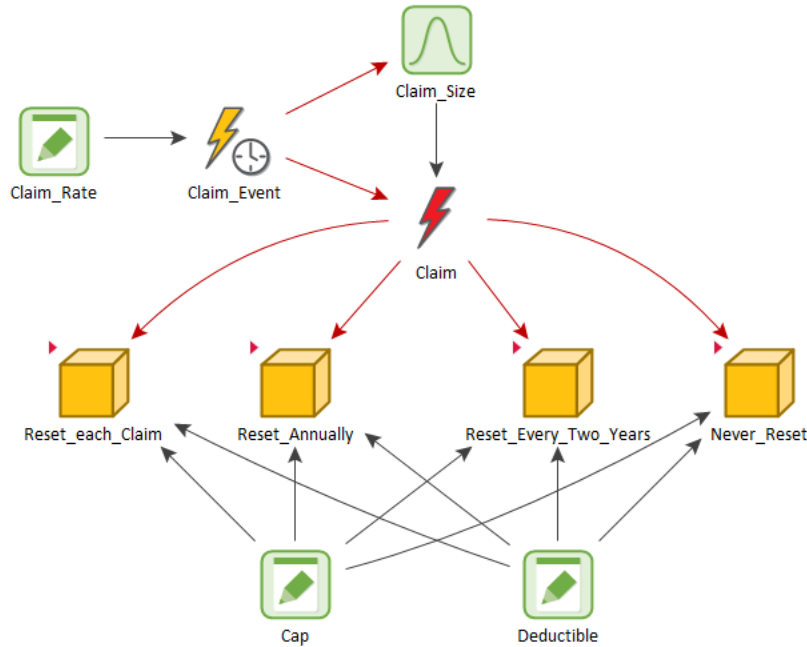 Claim_Size
Claim_Rate
Claim_Event
Claim
Reset_each_Claim
Reset_Annually
Reset_Every_Two_Years
Never_Reset
Cap
Deductible